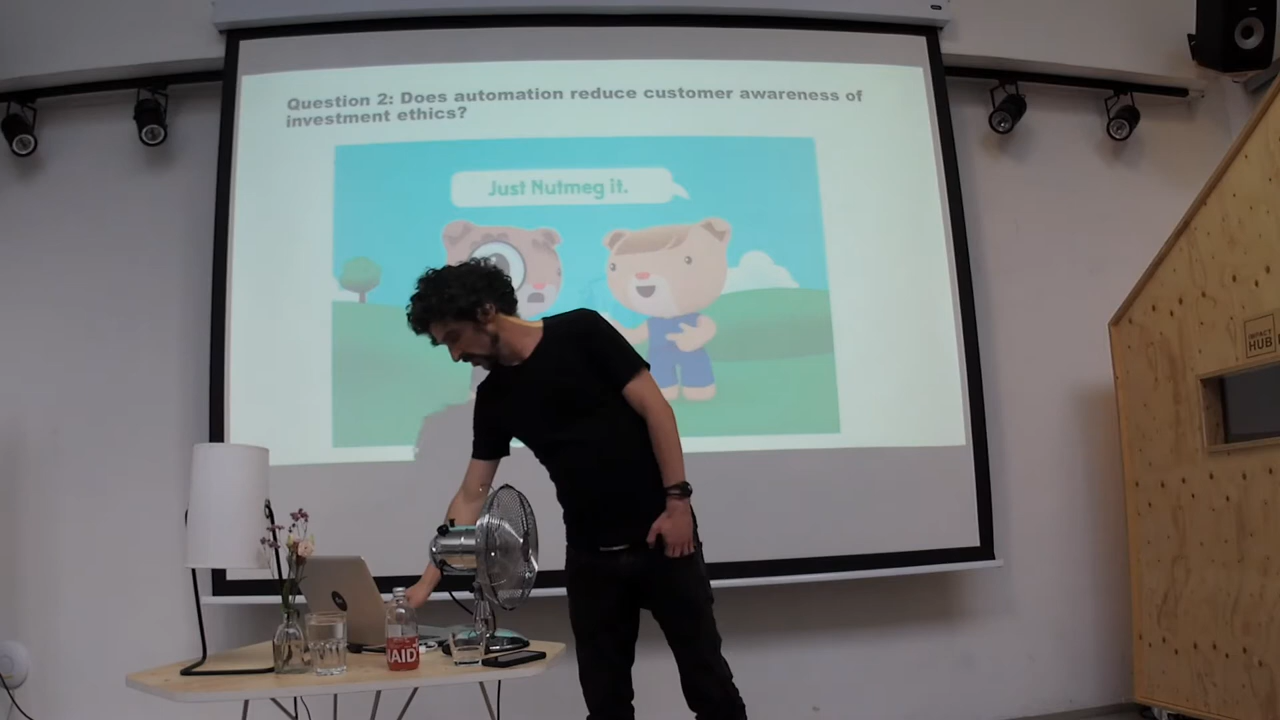 Question 2: Does automation reduce customer awareness of
investment ethics?
Just Nutmeg it.
IMPACT
HUB
AID